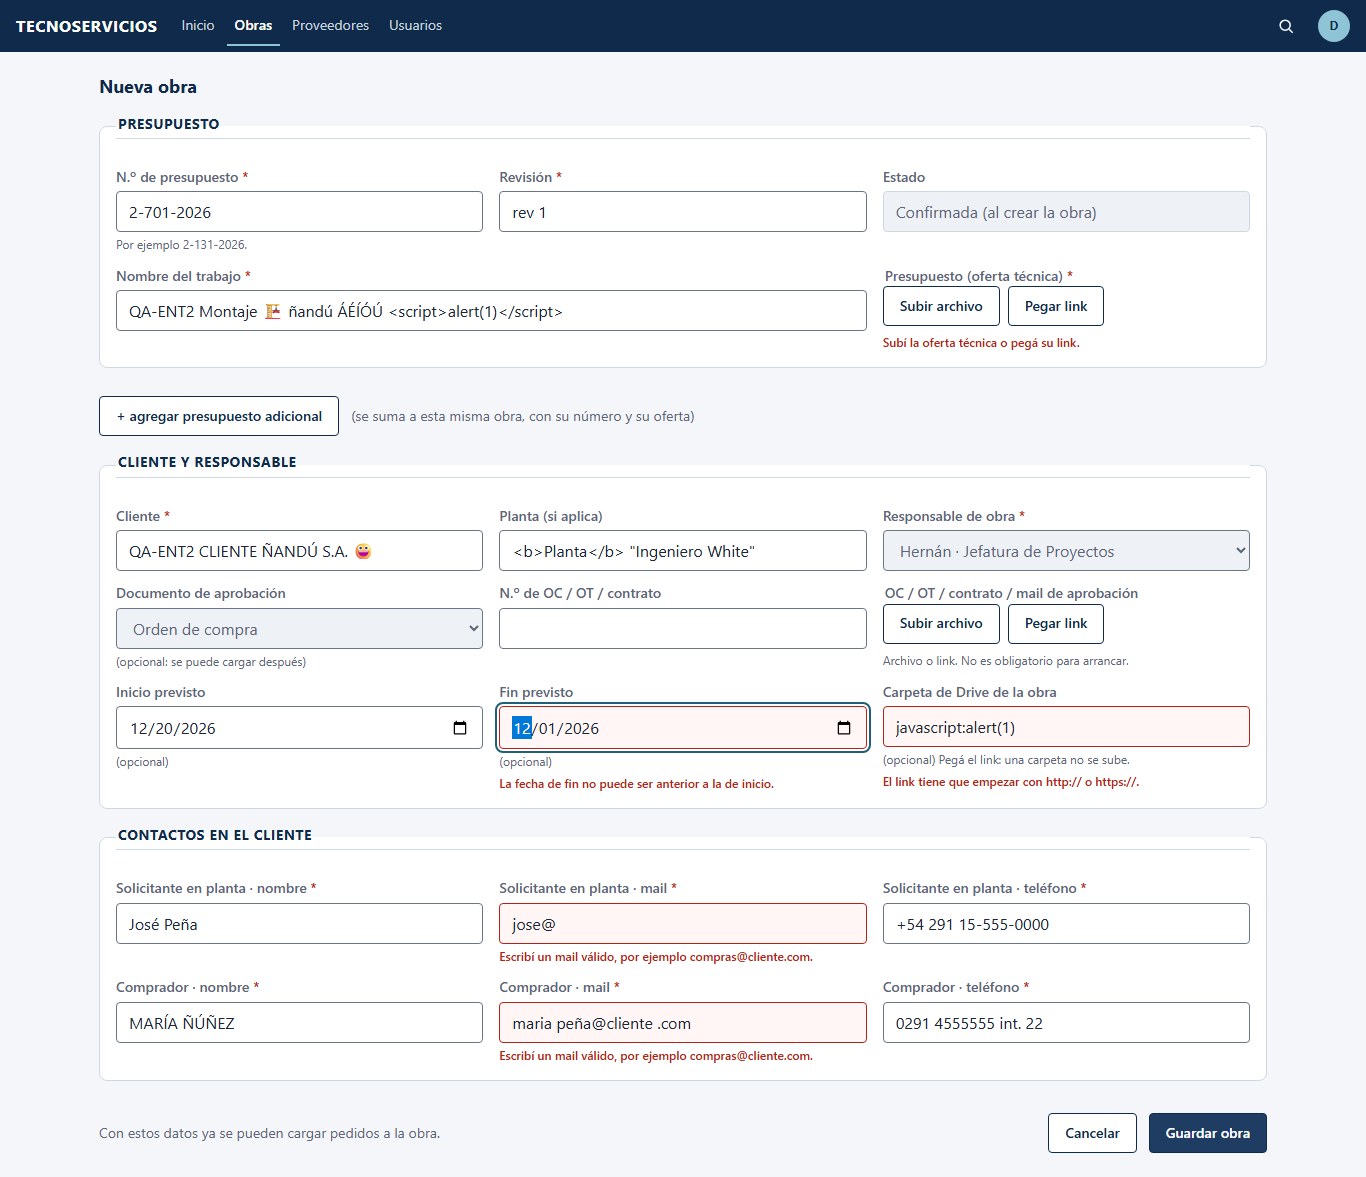 TECNOSERVICIOS Inicio Obras Proveedores Usuarios D
Nueva obra
PRESUPUESTO
N.º de presupuesto * Revisión * Estado
2-701-2026 rev 1 Confirmada (al crear la obra)
Por ejemplo 2-131-2026.
Nombre del trabajo * Presupuesto (oferta técnica) *
QA-ENT2 Montaje 🏗️ ñandú ÁÉÍÓÚ <script>alert(1)</script> Subir archivo Pegar link
Subí la oferta técnica o pegá su link.
+ agregar presupuesto adicional (se suma a esta misma obra, con su número y su oferta)
CLIENTE Y RESPONSABLE
Cliente * Planta (si aplica) Responsable de obra *
QA-ENT2 CLIENTE ÑANDÚ S.A. 😀 <b>Planta</b> "Ingeniero White" Hernán · Jefatura de Proyectos
Documento de aprobación N.º de OC / OT / contrato OC / OT / contrato / mail de aprobación
Orden de compra Subir archivo Pegar link
(opcional: se puede cargar después) Archivo o link. No es obligatorio para arrancar.
Inicio previsto Fin previsto Carpeta de Drive de la obra
12/20/2026 12/01/2026 javascript:alert(1)
(opcional) (opcional) (opcional) Pegá el link: una carpeta no se sube.
La fecha de fin no puede ser anterior a la de inicio. El link tiene que empezar con http:// o https://.
CONTACTOS EN EL CLIENTE
Solicitante en planta · nombre * Solicitante en planta · mail * Solicitante en planta · teléfono *
José Peña jose@ +54 291 15-555-0000
Escribí un mail válido, por ejemplo compras@cliente.com.
Comprador · nombre * Comprador · mail * Comprador · teléfono *
MARÍA ÑÚÑEZ maria peña@cliente .com 0291 4555555 int. 22
Escribí un mail válido, por ejemplo compras@cliente.com.
Con estos datos ya se pueden cargar pedidos a la obra. Cancelar Guardar obra